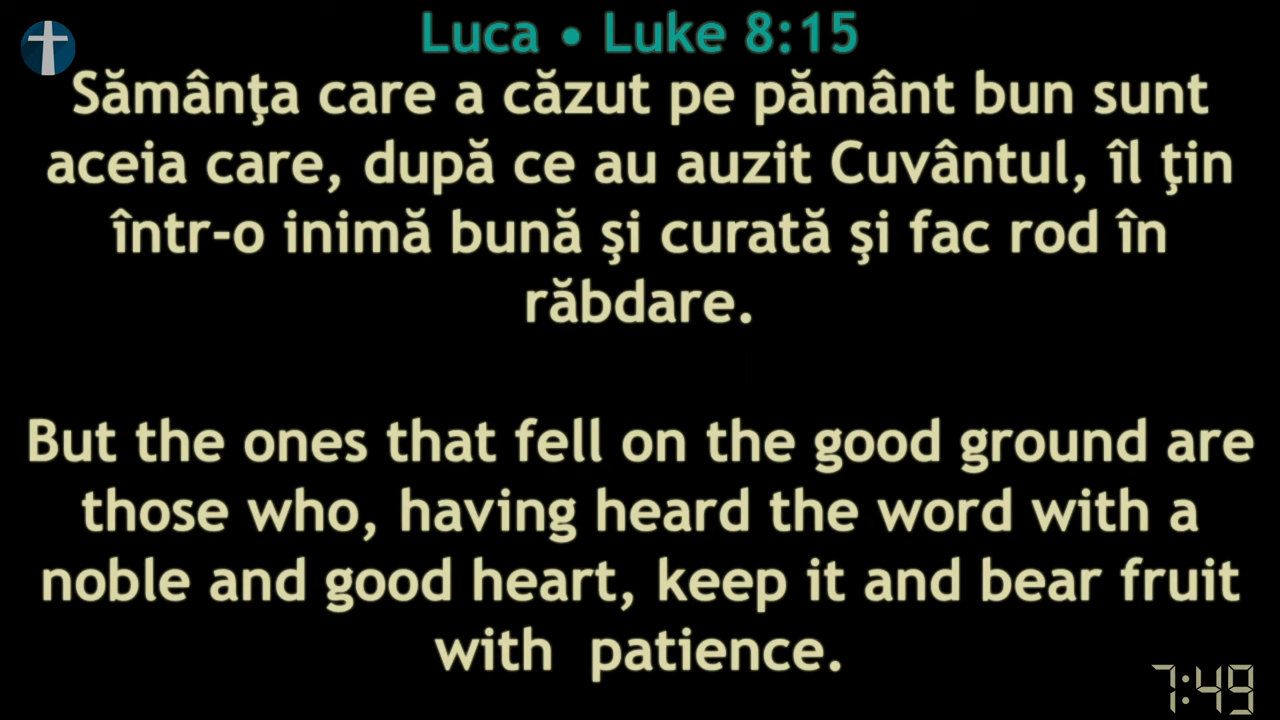 Luca • Luke 8:15
Sămânţa care a căzut pe pământ bun sunt
aceia care, după ce au auzit Cuvântul, îl ţin
într-o inimă bună şi curată şi fac rod în
răbdare.
But the ones that fell on the good ground are
those who, having heard the word with a
noble and good heart, keep it and bear fruit
with  patience.
7:49